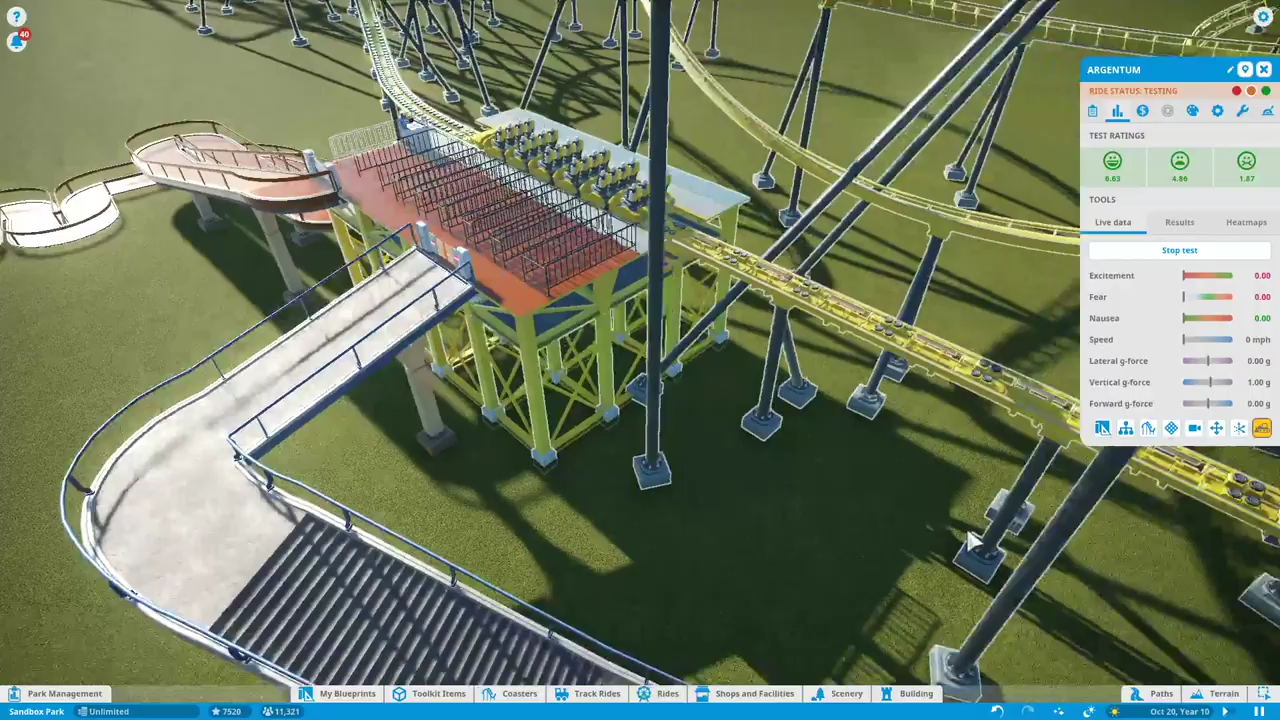 40
ARGENTUM
RIDE STATUS: TESTING
TEST RATINGS
6.63 4.86 1.87
TOOLS
Live data Results Heatmaps
Stop test
Excitement 0.00
Fear 0.00
Nausea 0.00
Speed 0 mph
Lateral g-force 0.00 g
Vertical g-force 1.00 g
Forward g-force 0.00 g
Park Management My Blueprints Toolkit Items Coasters Track Rides Rides Shops and Facilities Scenery Building Paths Terrain
Sandbox Park Unlimited 7520 11,321 Oct 20, Year 10